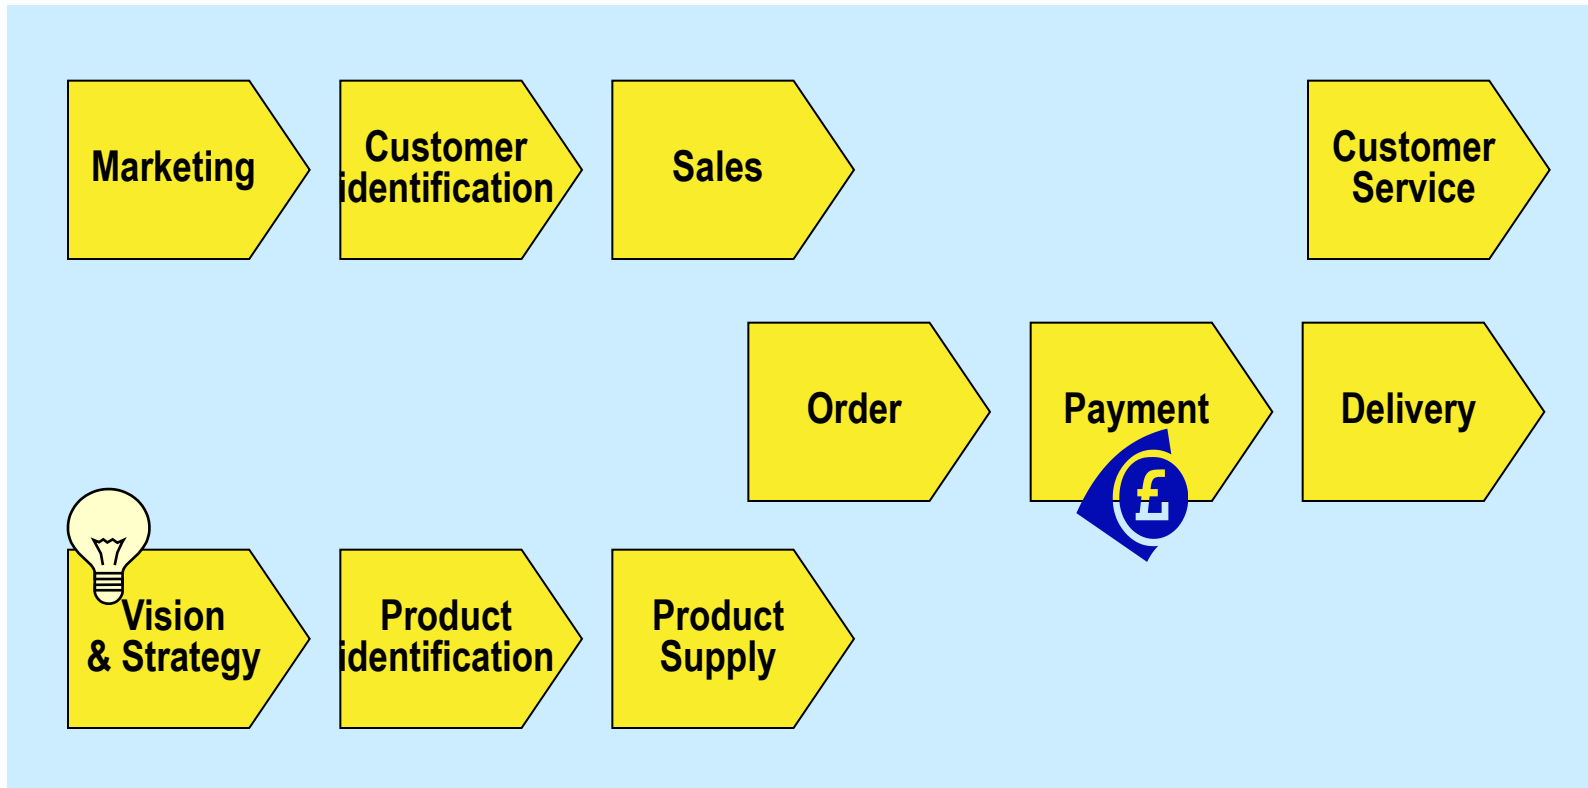 Marketing
Customer
identification
Sales
Customer
Service
Order
Payment
Delivery
£
Vision
& Strategy
Product
identification
Product
Supply